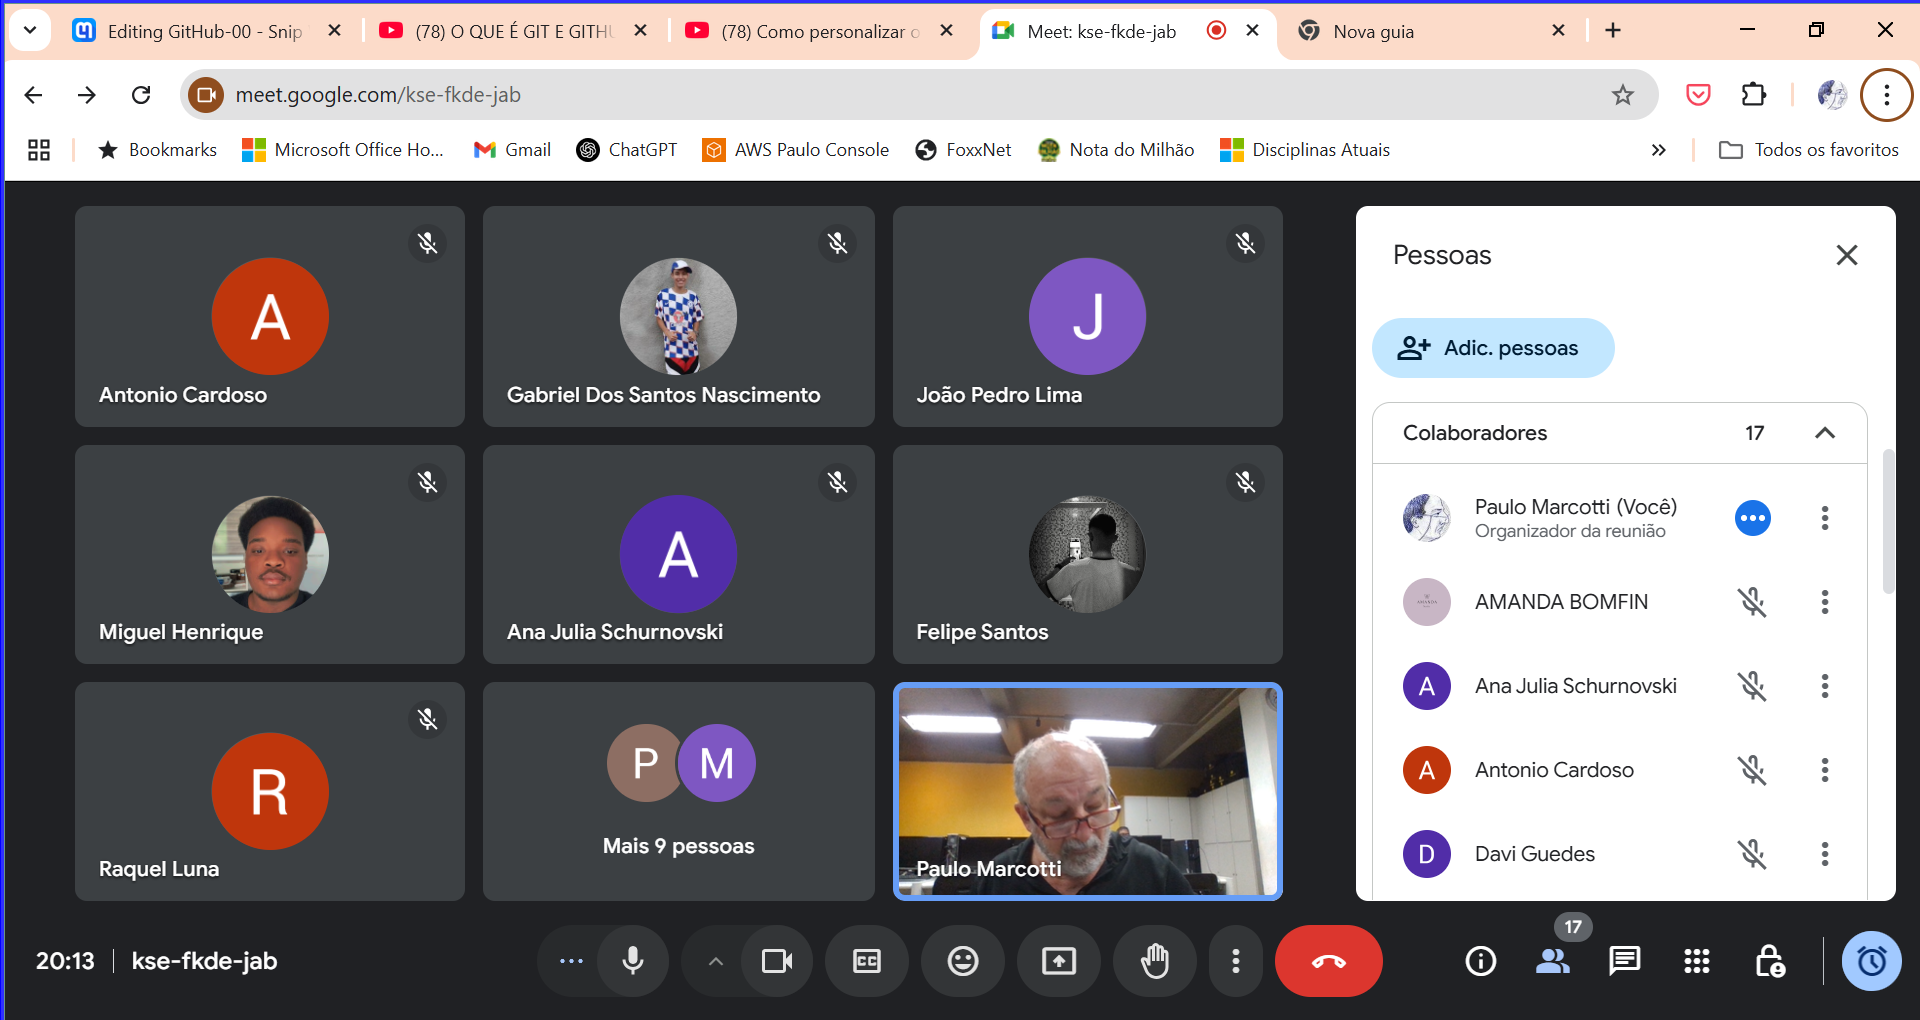 Editing GitHub-00 - Snip
(78) O QUE É GIT E GITHU
(78) Como personalizar o
Meet: kse-fkde-jab
Nova guia
meet.google.com/kse-fkde-jab
Bookmarks
Microsoft Office Ho...
Gmail
ChatGPT
AWS Paulo Console
FoxxNet
Nota do Milhão
Disciplinas Atuais
Todos os favoritos
A
Antonio Cardoso
Gabriel Dos Santos Nascimento
J
João Pedro Lima
Miguel Henrique
A
Ana Julia Schurnovski
Felipe Santos
R
Raquel Luna
P M
Mais 9 pessoas
Paulo Marcotti
Pessoas
Adic. pessoas
Colaboradores 17
Paulo Marcotti (Você)
Organizador da reunião
AMANDA BOMFIN
A Ana Julia Schurnovski
A Antonio Cardoso
D Davi Guedes
20:13 kse-fkde-jab
CC
17